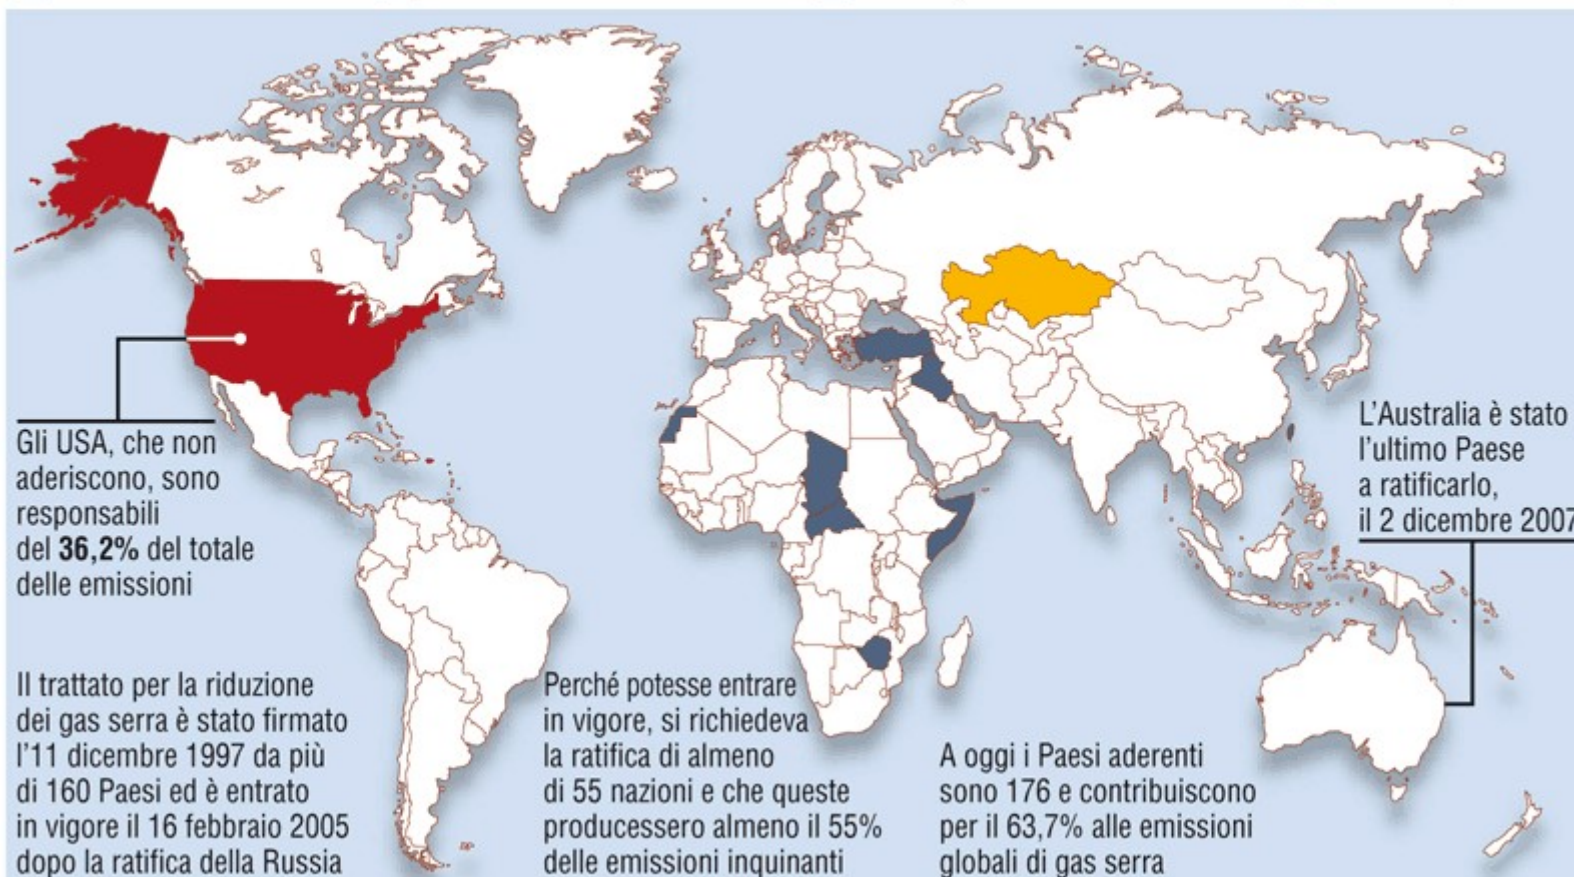 Gli USA, che non
aderiscono, sono
responsabili
del 36,2% del totale
delle emissioni
L'Australia è stato
l'ultimo Paese
a ratificarlo,
il 2 dicembre 2007
Il trattato per la riduzione
dei gas serra è stato firmato
l'11 dicembre 1997 da più
di 160 Paesi ed è entrato
in vigore il 16 febbraio 2005
dopo la ratifica della Russia
Perché potesse entrare
in vigore, si richiedeva
la ratifica di almeno
di 55 nazioni e che queste
producessero almeno il 55%
delle emissioni inquinanti
A oggi i Paesi aderenti
sono 176 e contribuiscono
per il 63,7% alle emissioni
globali di gas serra